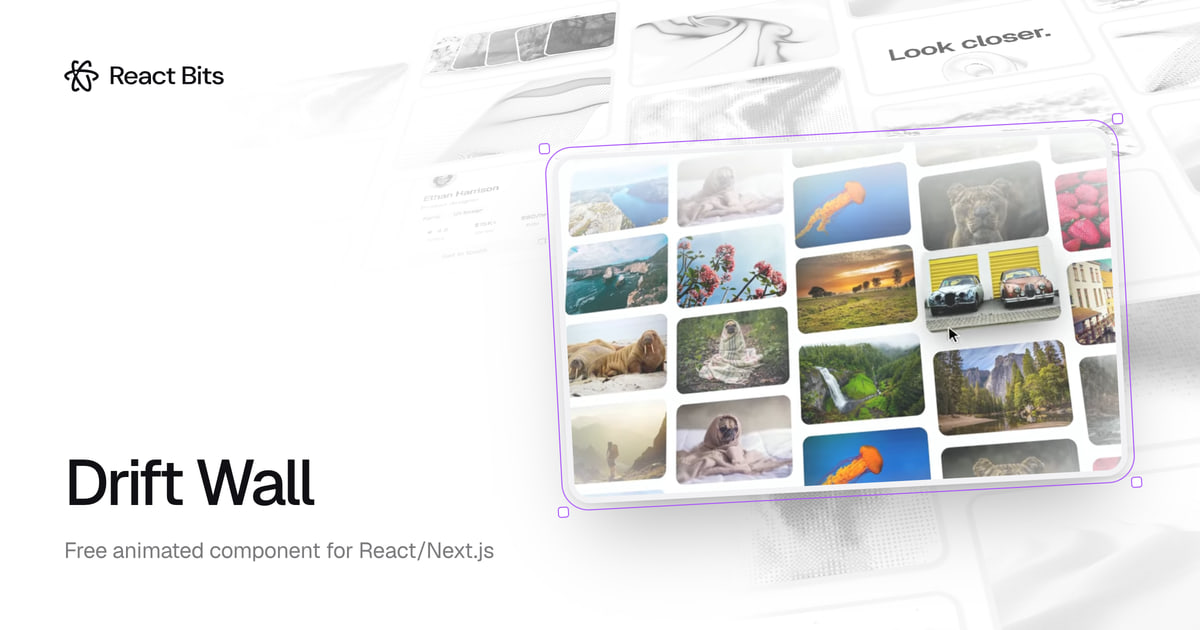 React Bits
Look closer.
Ethan Harrison
Drift Wall
Free animated component for React/Next.js